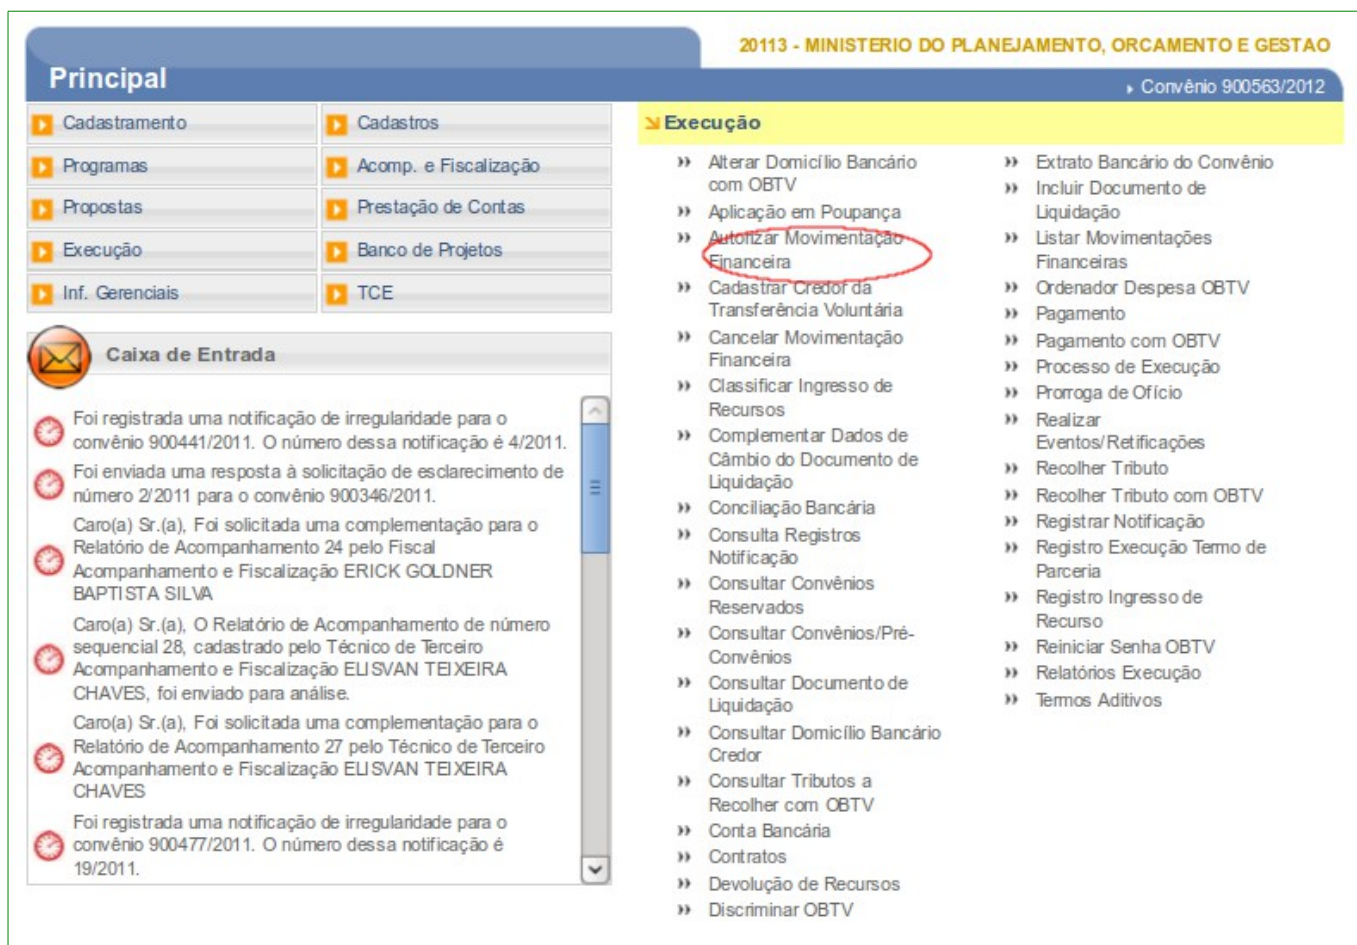 20113 - MINISTERIO DO PLANEJAMENTO, ORCAMENTO E GESTAO
Principal
Convênio 900563/2012
Cadastramento
Cadastros
Programas
Acomp. e Fiscalização
Propostas
Prestação de Contas
Execução
Banco de Projetos
Inf. Gerenciais
TCE
Caixa de Entrada
Foi registrada uma notificação de irregularidade para o
convênio 900441/2011. O número dessa notificação é 4/2011.
Foi enviada uma resposta à solicitação de esclarecimento de
número 2/2011 para o convênio 900346/2011.
Caro(a) Sr.(a), Foi solicitada uma complementação para o
Relatório de Acompanhamento 24 pelo Fiscal
Acompanhamento e Fiscalização ERICK GOLDNER
BAPTISTA SILVA
Caro(a) Sr.(a), O Relatório de Acompanhamento de número
sequencial 28, cadastrado pelo Técnico de Terceiro
Acompanhamento e Fiscalização ELISVAN TEIXEIRA
CHAVES, foi enviado para análise.
Caro(a) Sr.(a), Foi solicitada uma complementação para o
Relatório de Acompanhamento 27 pelo Técnico de Terceiro
Acompanhamento e Fiscalização ELISVAN TEIXEIRA
CHAVES
Foi registrada uma notificação de irregularidade para o
convênio 900477/2011. O número dessa notificação é
19/2011.
Execução
Alterar Domicílio Bancário
com OBTV
Aplicação em Poupança
Autorizar Movimentação
Financeira
Cadastrar Credor da
Transferência Voluntária
Cancelar Movimentação
Financeira
Classificar Ingresso de
Recursos
Complementar Dados de
Câmbio do Documento de
Liquidação
Conciliação Bancária
Consulta Registros
Notificação
Consultar Convênios
Reservados
Consultar Convênios/Pré-
Convênios
Consultar Documento de
Liquidação
Consultar Domicílio Bancário
Credor
Consultar Tributos a
Recolher com OBTV
Conta Bancária
Contratos
Devolução de Recursos
Discriminar OBTV
Extrato Bancário do Convênio
Incluir Documento de
Liquidação
Listar Movimentações
Financeiras
Ordenador Despesa OBTV
Pagamento
Pagamento com OBTV
Processo de Execução
Prorroga de Ofício
Realizar
Eventos/Retificações
Recolher Tributo
Recolher Tributo com OBTV
Registrar Notificação
Registro Execução Termo de
Parceria
Registro Ingresso de
Recurso
Reiniciar Senha OBTV
Relatórios Execução
Termos Aditivos